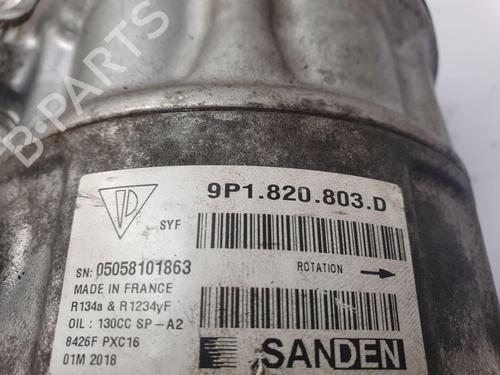 B-PARTS
9P1.820.803.D
SYF
SN: 05058101863
ROTATION
MADE IN FRANCE
R134a & R1234yF
OIL : 130CC SP-A2
8426F PXC16
01M 2018
SANDEN